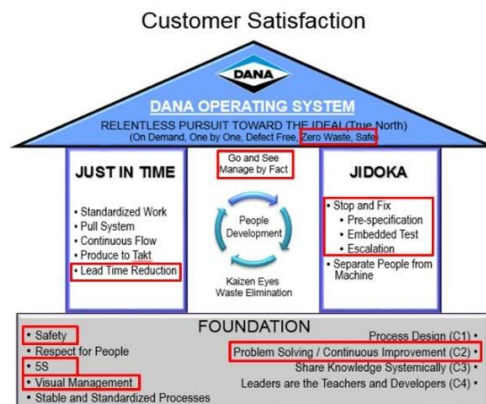 Customer Satisfaction
DANA
DANA OPERATING SYSTEM
RELENTLESS PURSUIT TOWARD THE IDEAL (True North)
(On Demand, One by One, Defect Free, Zero Waste, Safe)
JUST IN TIME
• Standardized Work
• Pull System
• Continuous Flow
• Produce to Takt
• Lead Time Reduction
Go and See
Manage by Fact
People
Development
Kaizen Eyes
Waste Elimination
JIDOKA
• Stop and Fix
• Pre-specification
• Embedded Test
• Escalation
• Separate People from
Machine
FOUNDATION
• Safety
• Respect for People
• 5S
• Visual Management
• Stable and Standardized Processes
Process Design (C1) •
Problem Solving / Continuous Improvement (C2) •
Share Knowledge Systemically (C3) •
Leaders are the Teachers and Developers (C4) •